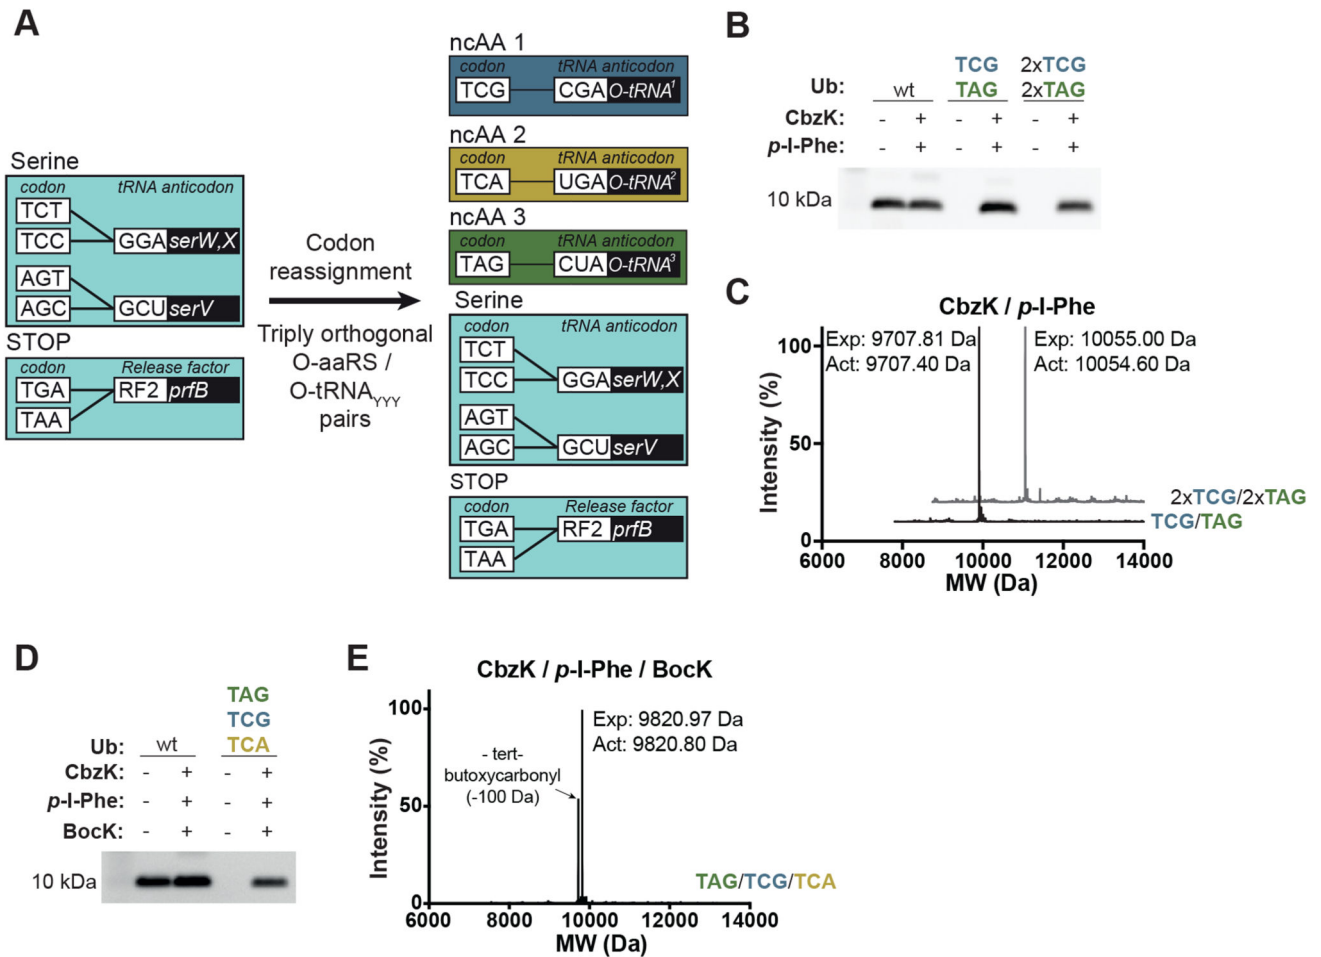 A
Serine
codon tRNA anticodon
TCT
TCC
GGA serW,X
AGT
AGC
GCU serV
STOP
codon Release factor
TGA
TAA
RF2 prfB
Codon
reassignment
Triply orthogonal
O-aaRS /
O-tRNAYYY
pairs
ncAA 1
codon tRNA anticodon
TCG CGA O-tRNA1
ncAA 2
codon tRNA anticodon
TCA UGA O-tRNA2
ncAA 3
codon tRNA anticodon
TAG CUA O-tRNA3
Serine
codon tRNA anticodon
TCT
TCC
GGA serW,X
AGT
AGC
GCU serV
STOP
codon Release factor
TGA
TAA
RF2 prfB
B
TCG 2xTCG
Ub: wt TAG 2xTAG
CbzK: - + - + - +
p-I-Phe: - + - + - +
10 kDa
C
CbzK / p-I-Phe
Exp: 9707.81 Da
Act: 9707.40 Da
Exp: 10055.00 Da
Act: 10054.60 Da
Intensity (%)
100
50
0
2xTCG/2xTAG
TCG/TAG
6000 8000 10000 12000 14000
MW (Da)
D
TAG
TCG
Ub: wt TCA
CbzK: - + - +
p-I-Phe: - + - +
BocK: - + - +
10 kDa
E
CbzK / p-I-Phe / BocK
Exp: 9820.97 Da
Act: 9820.80 Da
- tert-
butoxycarbonyl
(-100 Da)
Intensity (%)
100
50
0
TAG/TCG/TCA
6000 8000 10000 12000 14000
MW (Da)